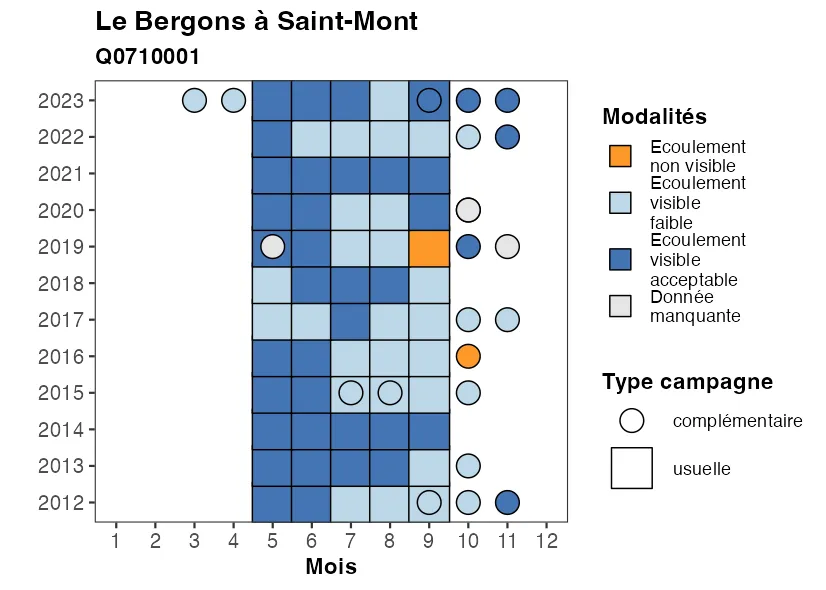 Le Bergons à Saint-Mont
Q0710001
2023
2022
2021
2020
2019
2018
2017
2016
2015
2014
2013
2012
1 2 3 4 5 6 7 8 9 10 11 12
Mois
Modalités
Ecoulement
non visible
Ecoulement
visible
faible
Ecoulement
visible
acceptable
Donnée
manquante
Type campagne
complémentaire
usuelle